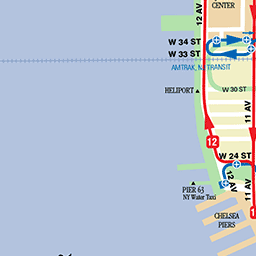 CENTER
12 AV
W 34 ST
W 33 ST
AMTRAK, NJ TRANSIT
HELIPORT
W 30 ST
11 AV
12
W 24 ST
12 AV
11 AV
PIER 63
NY Water Taxi
CHELSEA
PIERS